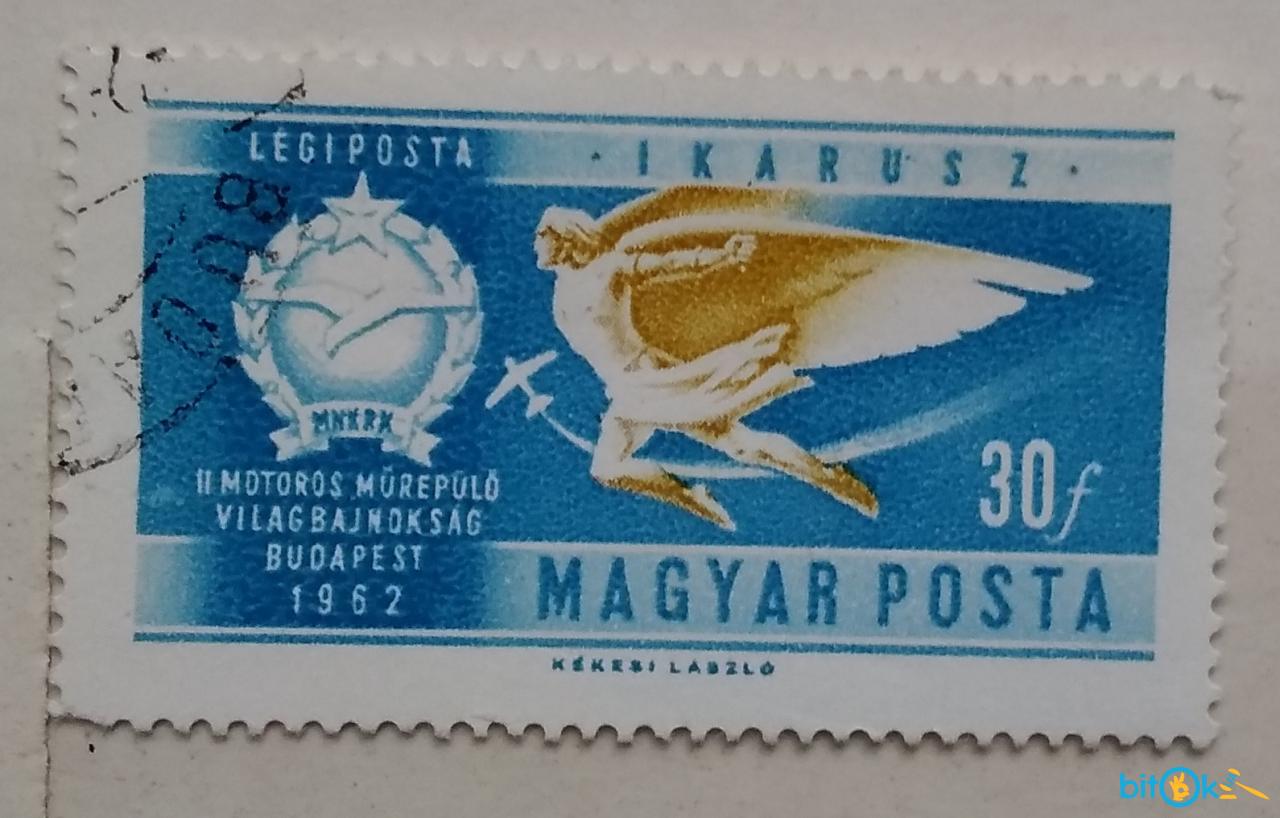 LÉGIPOSTA
· IKARUSZ ·
MNKRK
II MOTOROS MŰREPÜLŐ
VILÁGBAJNOKSÁG
BUDAPEST
1962
30f
MAGYAR POSTA
KÉKESI LÁSZLÓ
bitOk